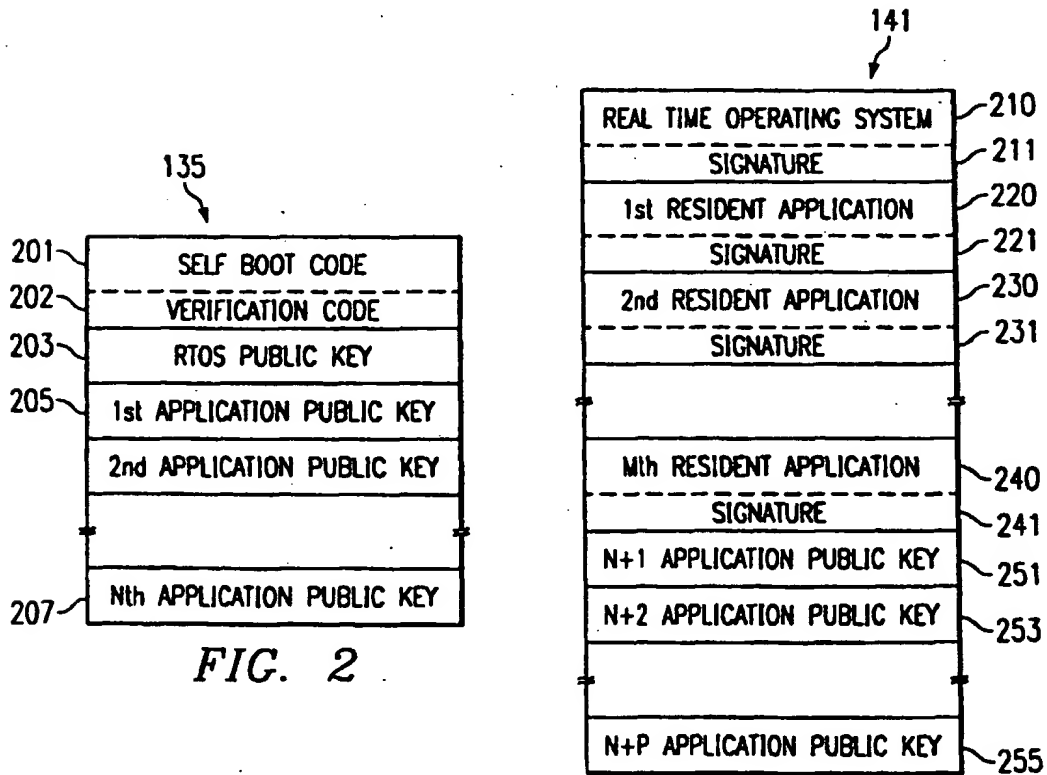 135
201
SELF BOOT CODE
202
VERIFICATION CODE
203
RTOS PUBLIC KEY
205
1st APPLICATION PUBLIC KEY
2nd APPLICATION PUBLIC KEY
207
Nth APPLICATION PUBLIC KEY
FIG. 2
141
REAL TIME OPERATING SYSTEM
210
SIGNATURE
211
1st RESIDENT APPLICATION
220
SIGNATURE
221
2nd RESIDENT APPLICATION
230
SIGNATURE
231
Mth RESIDENT APPLICATION
240
SIGNATURE
241
N+1 APPLICATION PUBLIC KEY
251
N+2 APPLICATION PUBLIC KEY
253
N+P APPLICATION PUBLIC KEY
255